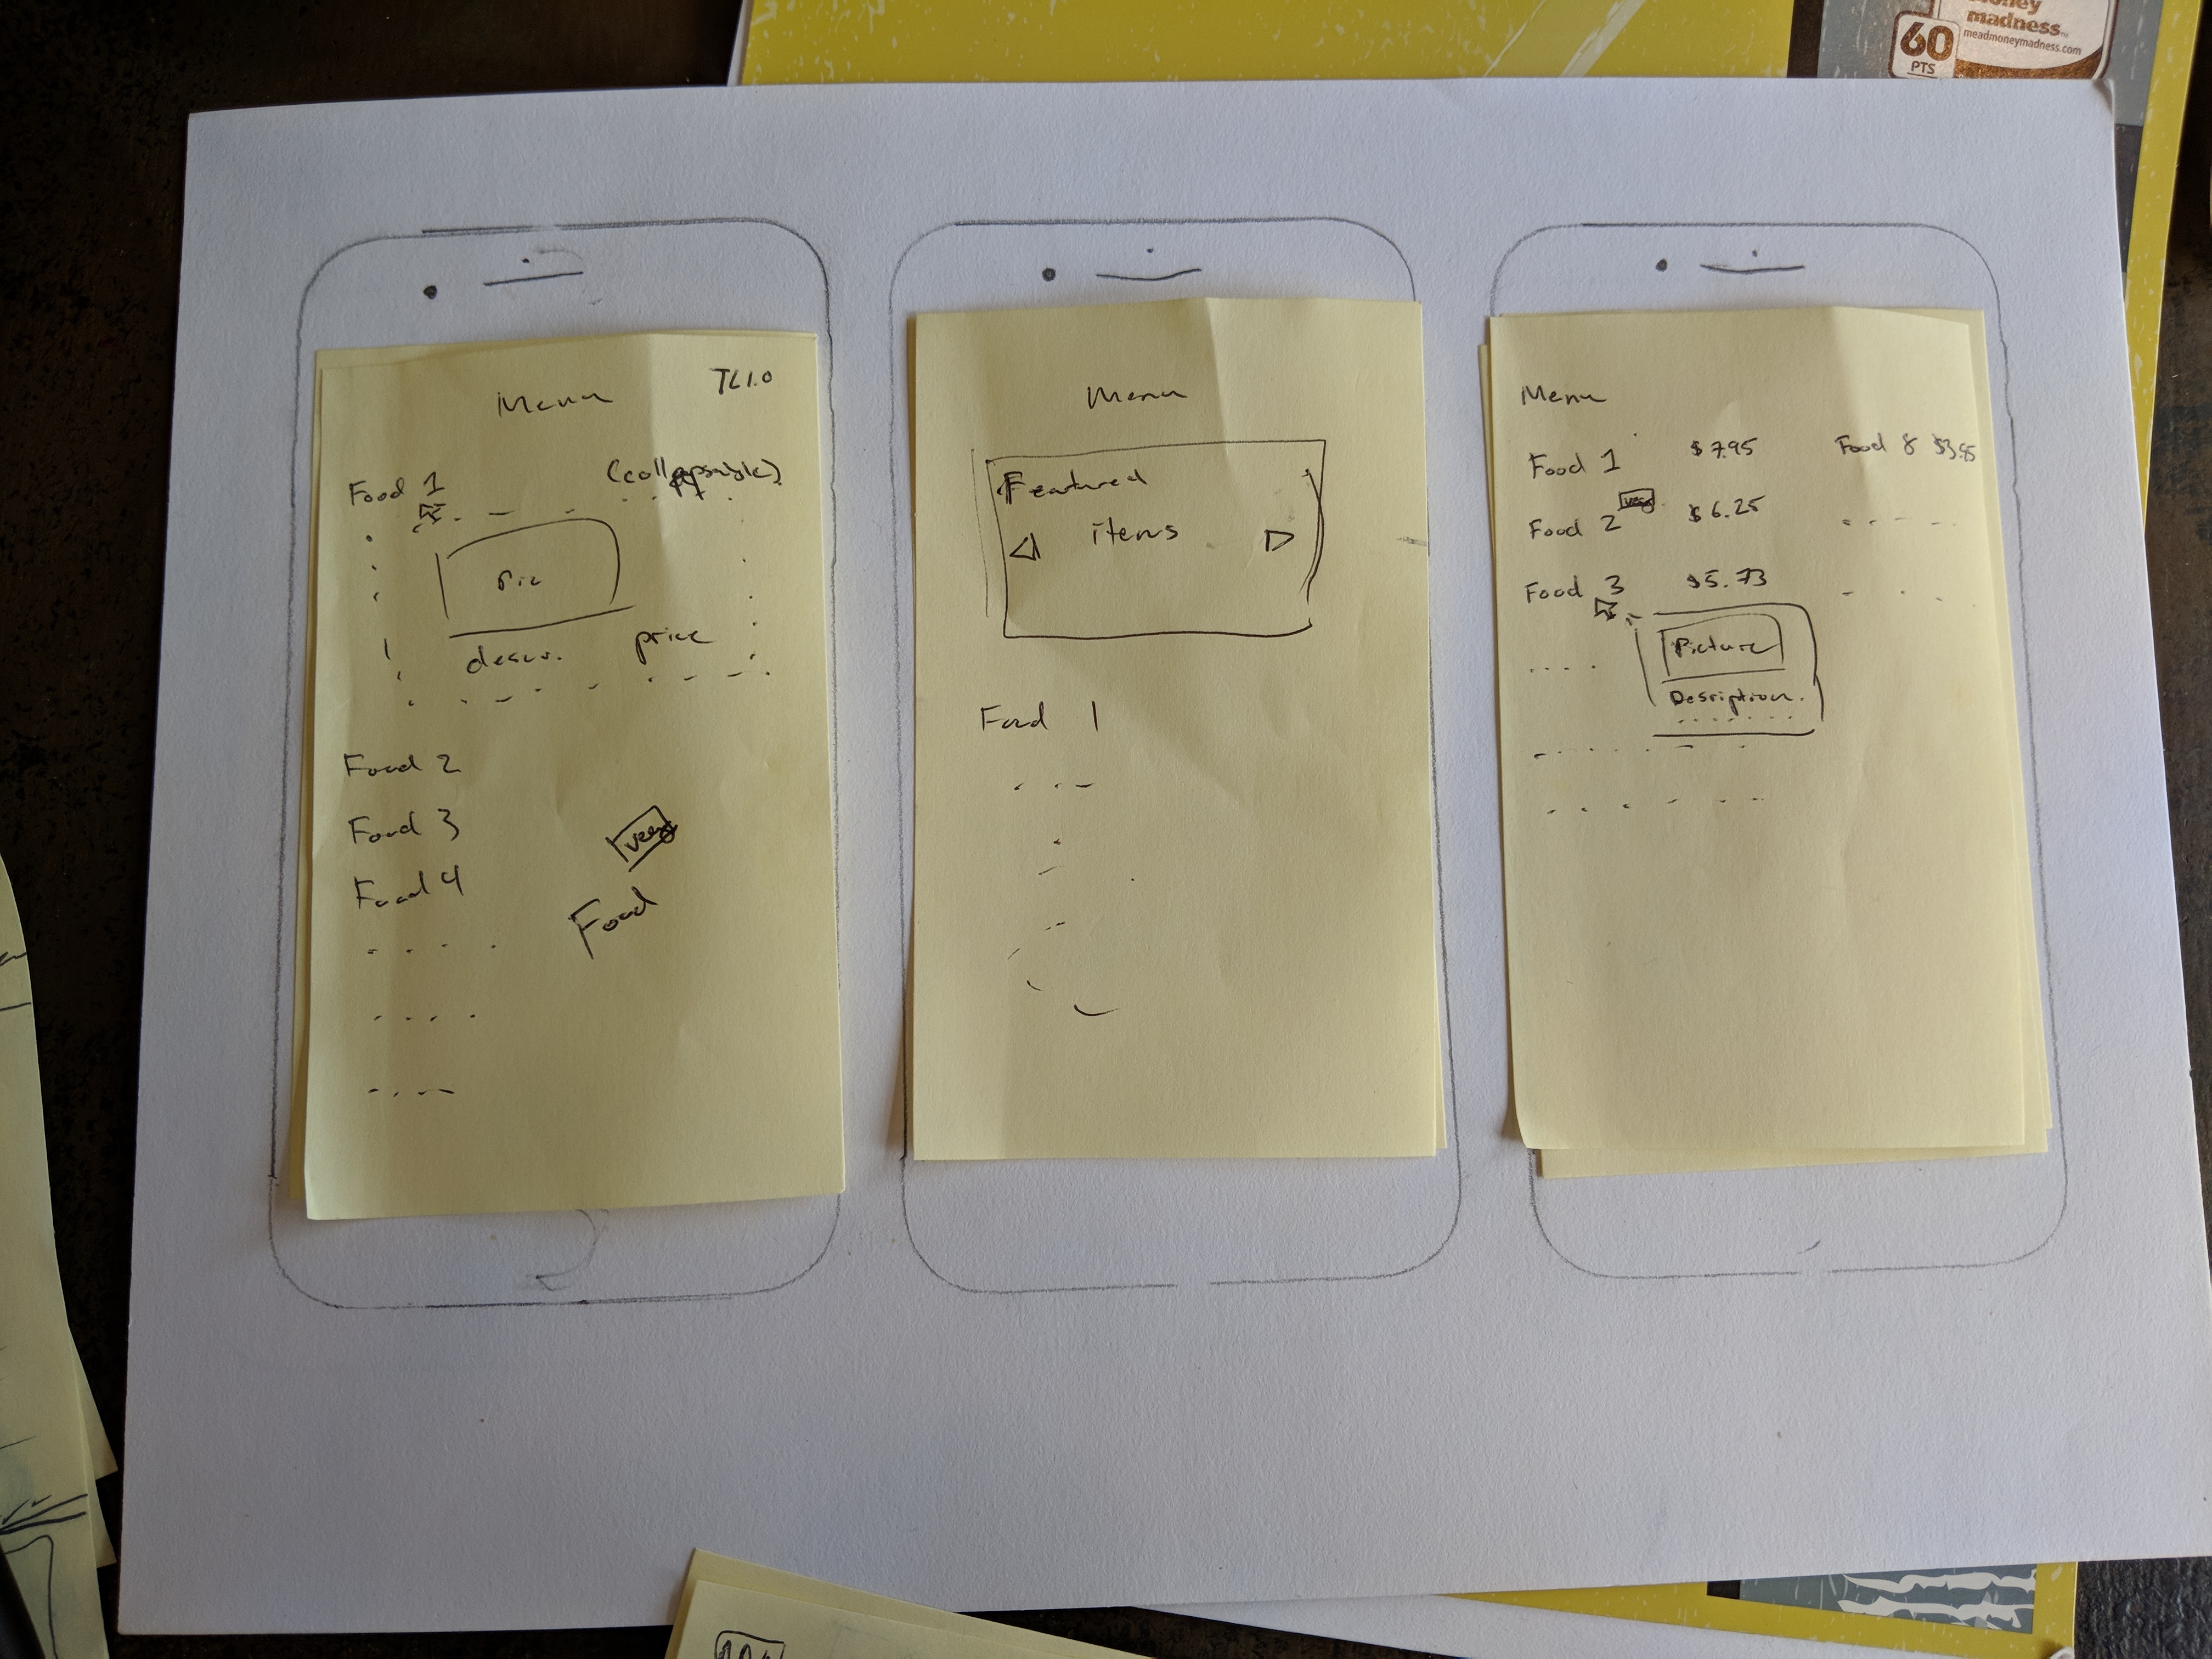 money
madness
meadmoneymadness.com
60
PTS
Menu
TL1.0
Food 1
(collapsable)
Pic
descr.
price
Food 2
Food 3
Food 4
veg
Food
Menu
Featured
items
Food 1
Menu
Food 1 $7.95 Food 8
veg
Food 2 $6.25
Food 3 $5.73
Picture
Description.